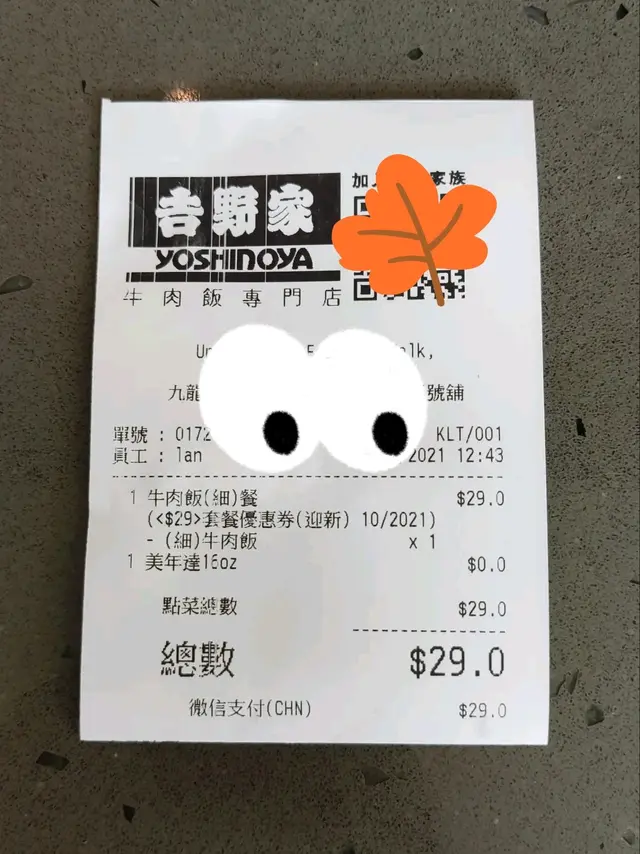 吉野家
YOSHINOYA
牛肉飯專門店
加 家族
九龍 號舖
單號 : 0172 KLT/001
員工 : lan 2021 12:43
1 牛肉飯(細)餐 $29.0
(<$29>套餐優惠券(迎新) 10/2021)
- (細)牛肉飯 x 1
1 美年達16oz $0.0
點菜總數 $29.0
總數 $29.0
微信支付(CHN) $29.0